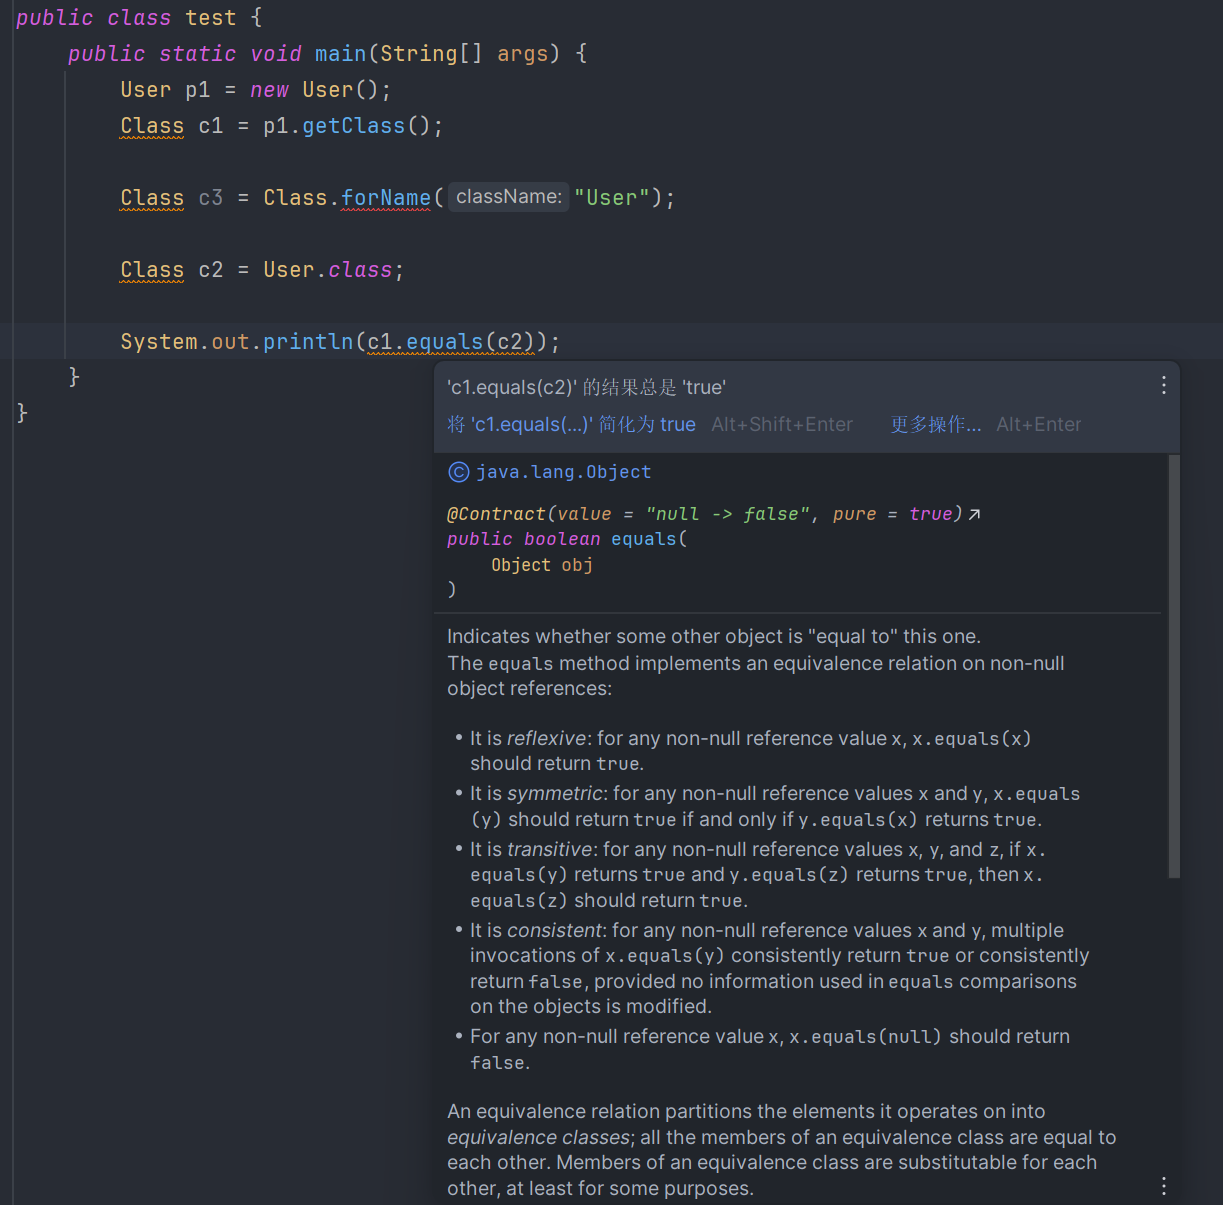 public class test {
public static void main(String[] args) {
User p1 = new User();
Class c1 = p1.getClass();
Class c3 = Class.forName( className: "User");
Class c2 = User.class;
System.out.println(c1.equals(c2));
}
}
'c1.equals(c2)' 的结果总是 'true'
将 'c1.equals(...)' 简化为 true Alt+Shift+Enter 更多操作... Alt+Enter
C java.lang.Object
@Contract(value = "null -> false", pure = true)↗
public boolean equals(
Object obj
)
Indicates whether some other object is "equal to" this one.
The equals method implements an equivalence relation on non-null
object references:
• It is reflexive: for any non-null reference value x, x.equals(x)
should return true.
• It is symmetric: for any non-null reference values x and y, x.equals
(y) should return true if and only if y.equals(x) returns true.
• It is transitive: for any non-null reference values x, y, and z, if x.
equals(y) returns true and y.equals(z) returns true, then x.
equals(z) should return true.
• It is consistent: for any non-null reference values x and y, multiple
invocations of x.equals(y) consistently return true or consistently
return false, provided no information used in equals comparisons
on the objects is modified.
• For any non-null reference value x, x.equals(null) should return
false.
An equivalence relation partitions the elements it operates on into
equivalence classes; all the members of an equivalence class are equal to
each other. Members of an equivalence class are substitutable for each
other, at least for some purposes.